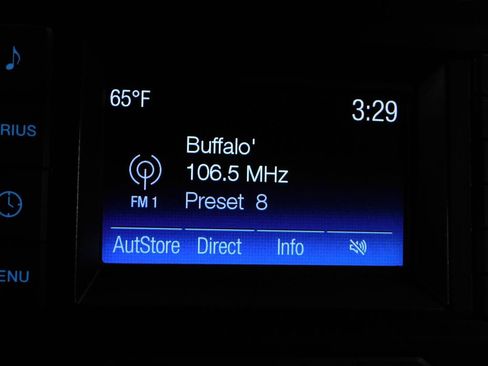 65°F
3:29
Buffalo'
106.5 MHz
FM 1
Preset 8
AutStore Direct Info
RIUS
ENU